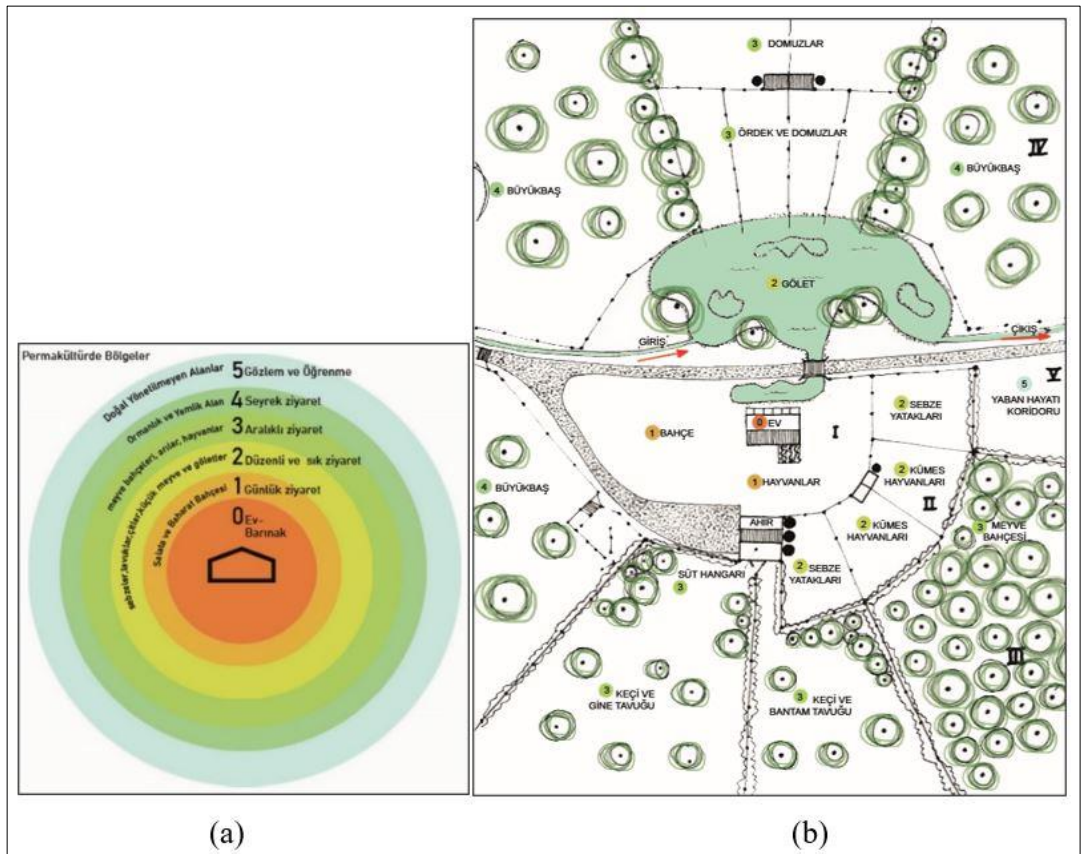 Permakültürde Bölgeler
Doğal Yönetilmeyen Alanlar
5 Gözlem ve Öğrenme
Ormanlık ve Yemlik Alan
4 Seyrek ziyaret
meyve bahçeleri, arılar, hayvanlar
3 Aralıklı ziyaret
sebzeler, tavuklar, çitler, küçük meyve ve göletler
2 Düzenli ve sık ziyaret
Salata ve Baharat Bahçesi
1 Günlük ziyaret
0 Ev-
Barınak
(a)
3 DOMUZLAR
3 ÖRDEK VE DOMUZLAR
IV
4 BÜYÜKBAŞ
4 BÜYÜKBAŞ
2 GÖLET
GİRİŞ
ÇIKIŞ
V
5
YABAN HAYATI
KORİDORU
2 SEBZE
YATAKLARI
0 EV
1 BAHÇE
I
2 KÜMES
HAYVANLARI
1 HAYVANLAR
4 BÜYÜKBAŞ
II
AHIR
2 KÜMES
HAYVANLARI
3 MEYVE
BAHÇESİ
2 SEBZE
YATAKLARI
SÜT HANGARI
3
III
3 KEÇİ VE
GİNE TAVUĞU
3 KEÇİ VE
BANTAM TAVUĞU
(b)